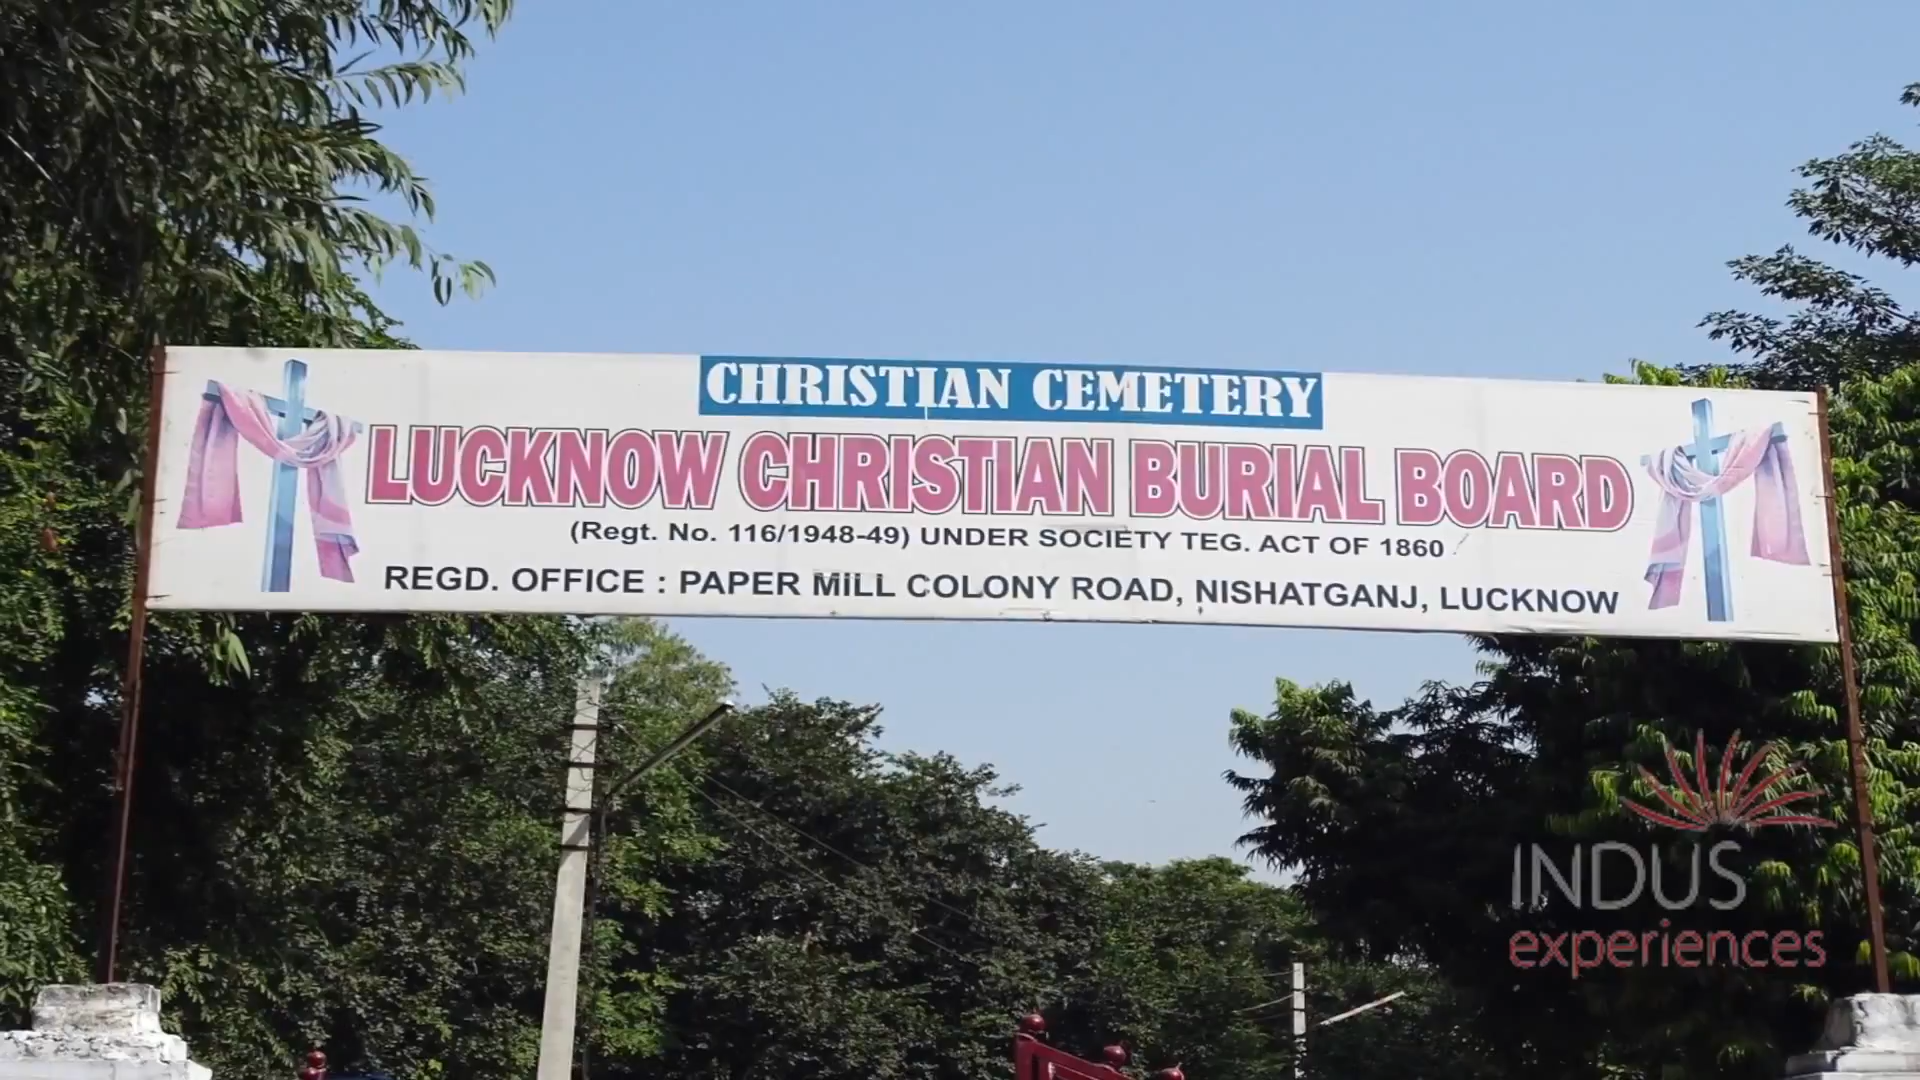 CHRISTIAN CEMETERY
LUCKNOW CHRISTIAN BURIAL BOARD
(Regt. No. 116/1948-49) UNDER SOCIETY TEG. ACT OF 1860
REGD. OFFICE : PAPER MILL COLONY ROAD, NISHATGANJ, LUCKNOW
INDUS
experiences